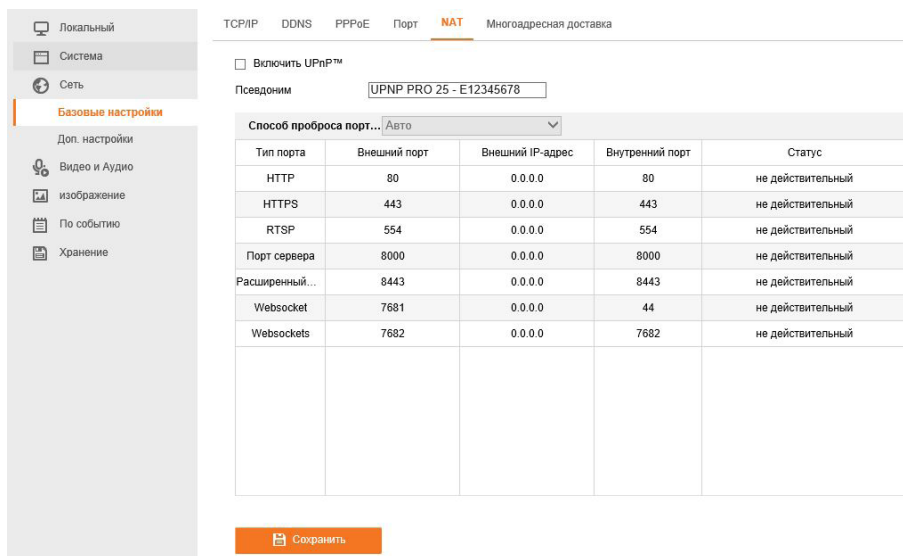 Локальный
Система
Сеть
Базовые настройки
Доп. настройки
Видео и Аудио
изображение
По событию
Хранение
TCP/IP DDNS PPPoE Порт NAT Многоадресная доставка
Включить UPnP™
Псевдоним UPNP PRO 25 - E12345678
Способ проброса порт... Авто
Тип порта Внешний порт Внешний IP-адрес Внутренний порт Статус
HTTP 80 0.0.0.0 80 не действительный
HTTPS 443 0.0.0.0 443 не действительный
RTSP 554 0.0.0.0 554 не действительный
Порт сервера 8000 0.0.0.0 8000 не действительный
Расширенный... 8443 0.0.0.0 8443 не действительный
Websocket 7681 0.0.0.0 44 не действительный
Websockets 7682 0.0.0.0 7682 не действительный
Сохранить